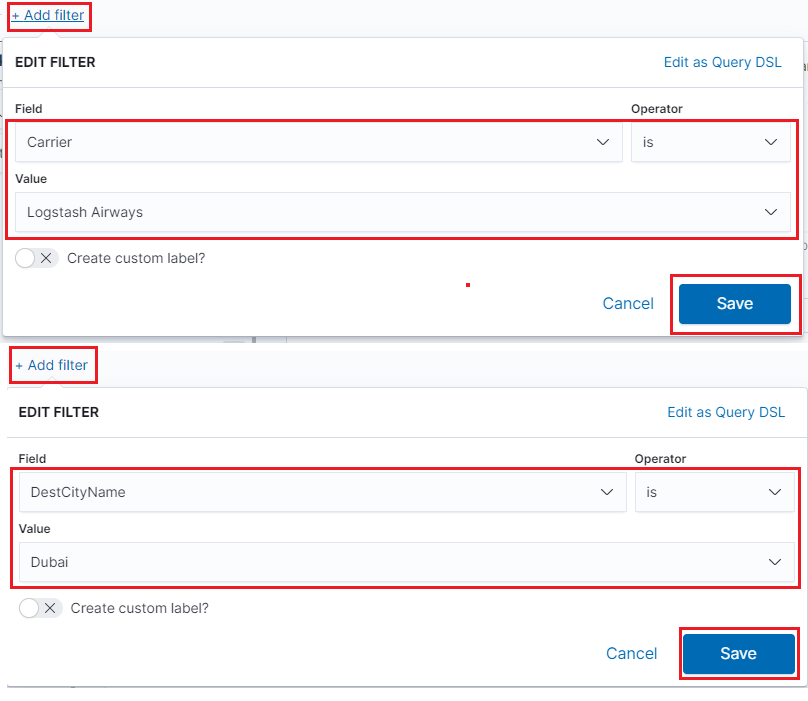 + Add filter
EDIT FILTER Edit as Query DSL
Field Operator
Carrier is
Value
Logstash Airways
Create custom label?
Cancel Save
+ Add filter
EDIT FILTER Edit as Query DSL
Field Operator
DestCityName is
Value
Dubai
Create custom label?
Cancel Save